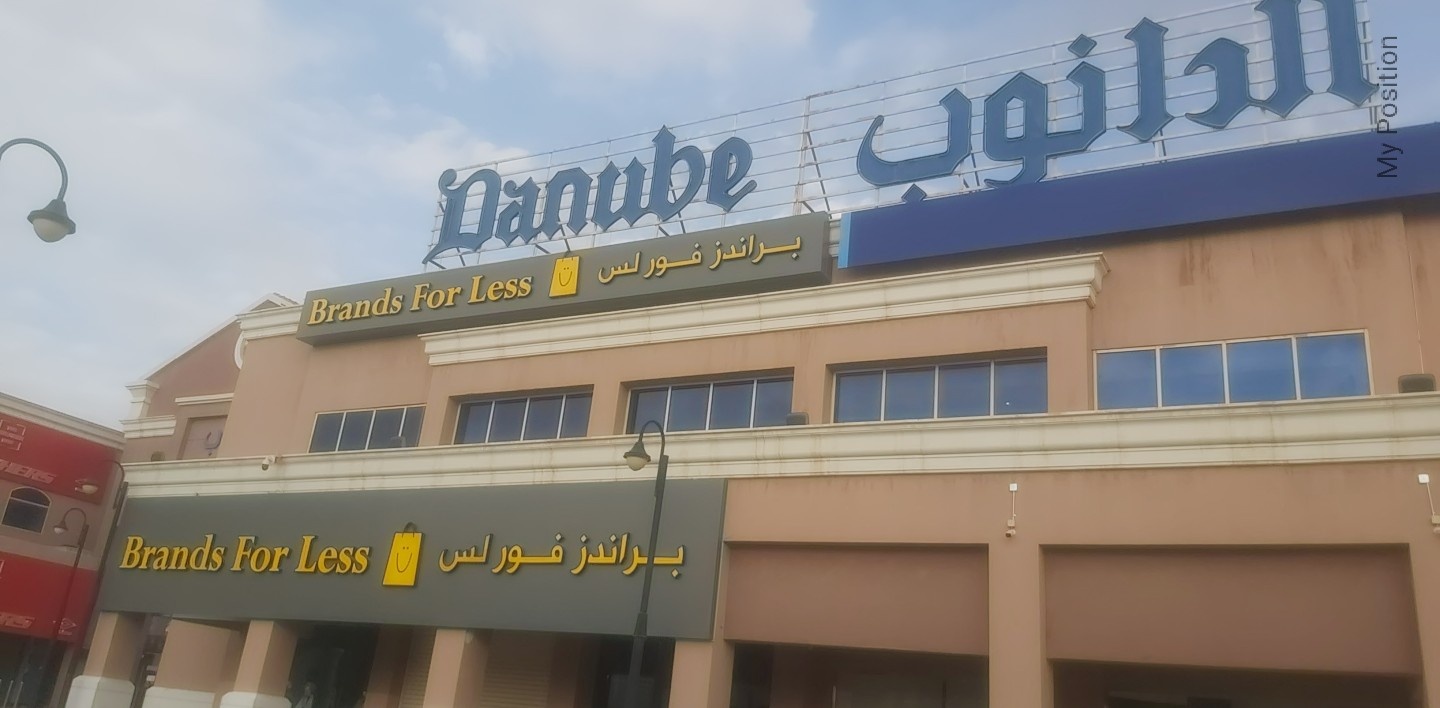 Danube الدانوب
Brands For Less براندز فور لس
Brands For Less براندز فور لس
My Position